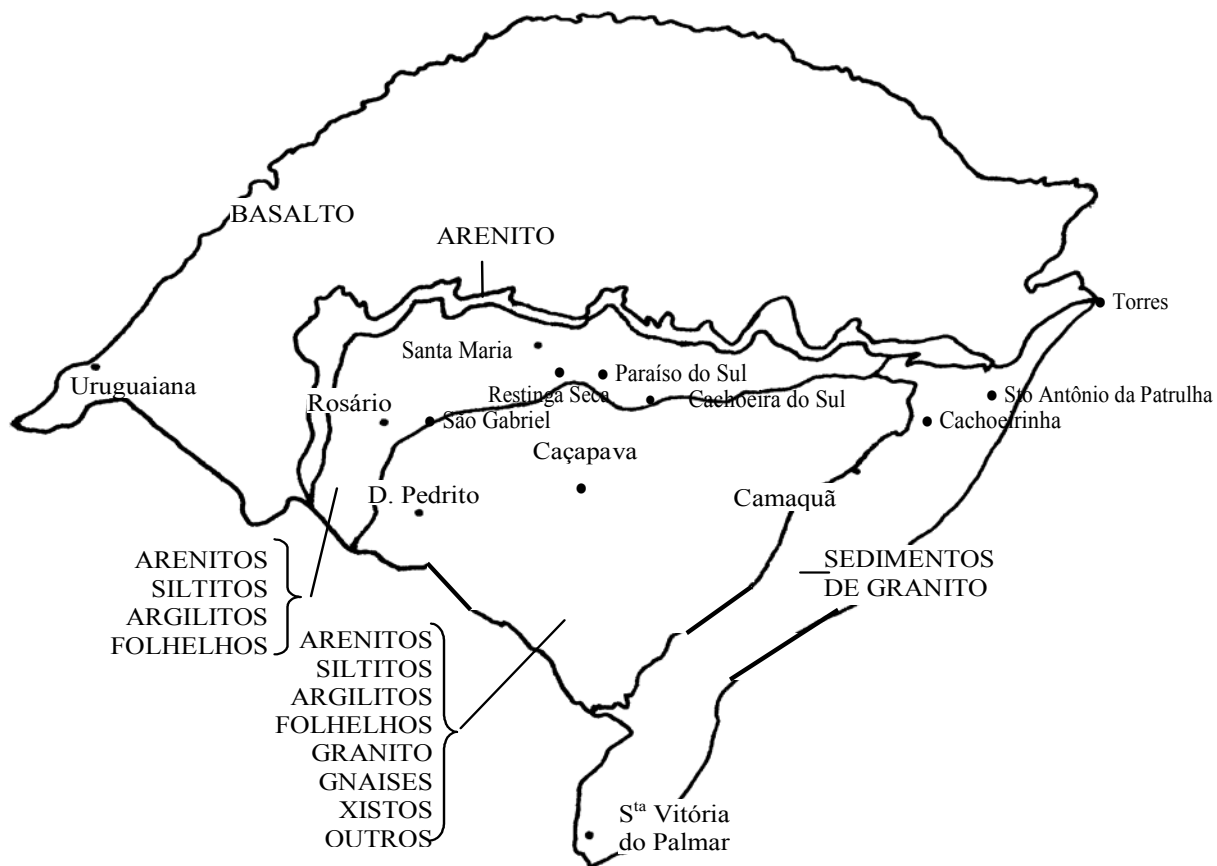 BASALTO
ARENITO
Torres
Santa Maria
Paraíso do Sul
Uruguaiana
Restinga Seca
Rosário
Cachoeira do Sul
Sto Antônio da Patrulha
São Gabriel
Cachoeirinha
Caçapava
D. Pedrito
Camaquã
ARENITOS
SILTITOS
ARGILITOS
FOLHELHOS
SEDIMENTOS
DE GRANITO
ARENITOS
SILTITOS
ARGILITOS
FOLHELHOS
GRANITO
GNAISES
XISTOS
OUTROS
Sta Vitória
do Palmar